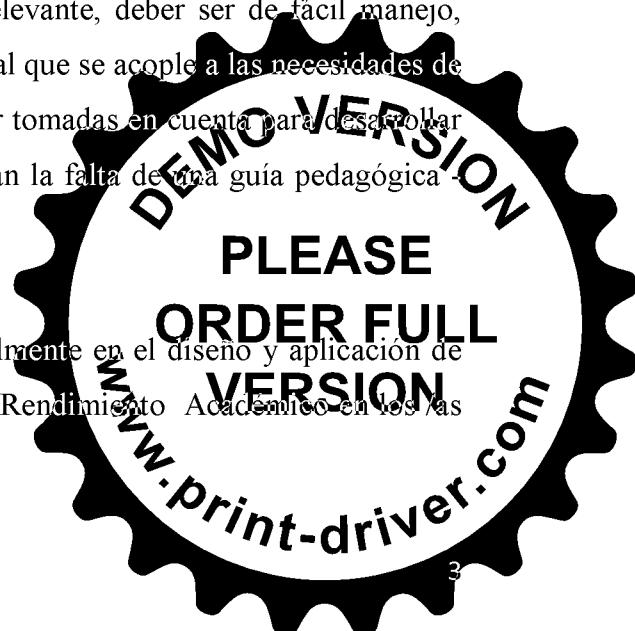 elevante, deber ser de fácil manejo,
al que se acople a las necesidades de
r tomadas en cuenta para desarrollar
an la falta de una guía pedagógica -
lmente en el diseño y aplicación de
Rendimiento Académico en los /as
3
DEMO VERSION
PLEASE
ORDER FULL
VERSION
www.print-driver.com